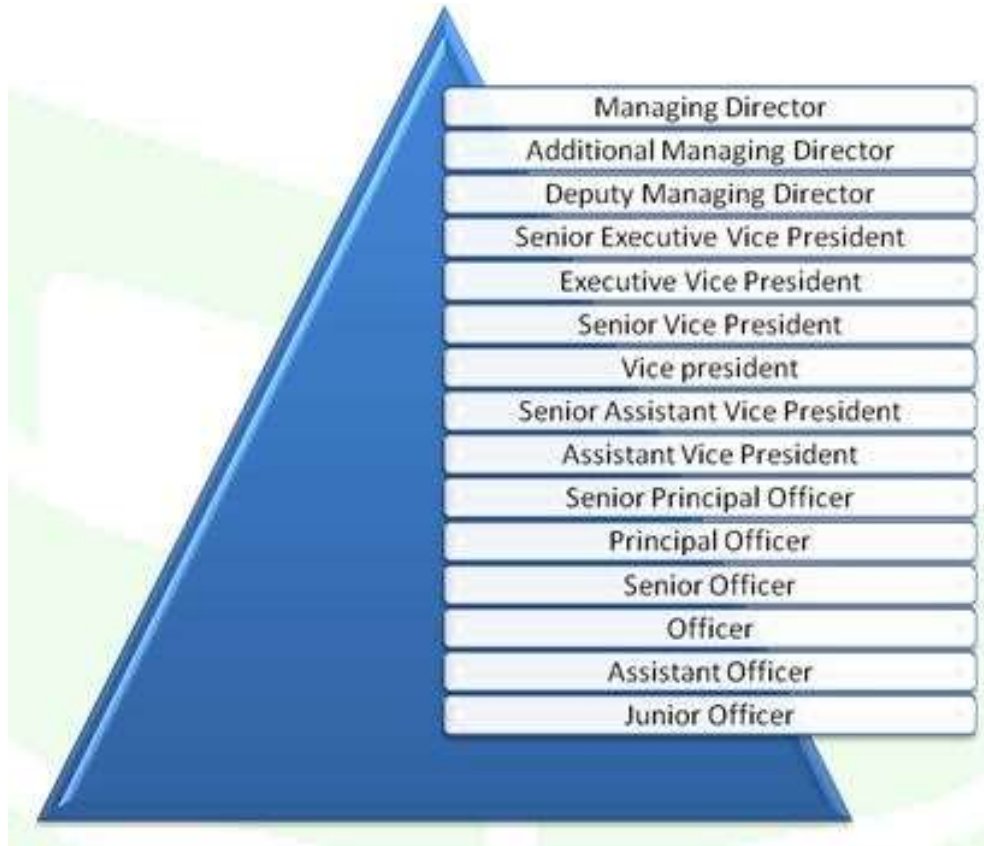 Managing Director
Additional Managing Director
Deputy Managing Director
Senior Executive Vice President
Executive Vice President
Senior Vice President
Vice president
Senior Assistant Vice President
Assistant Vice President
Senior Principal Officer
Principal Officer
Senior Officer
Officer
Assistant Officer
Junior Officer